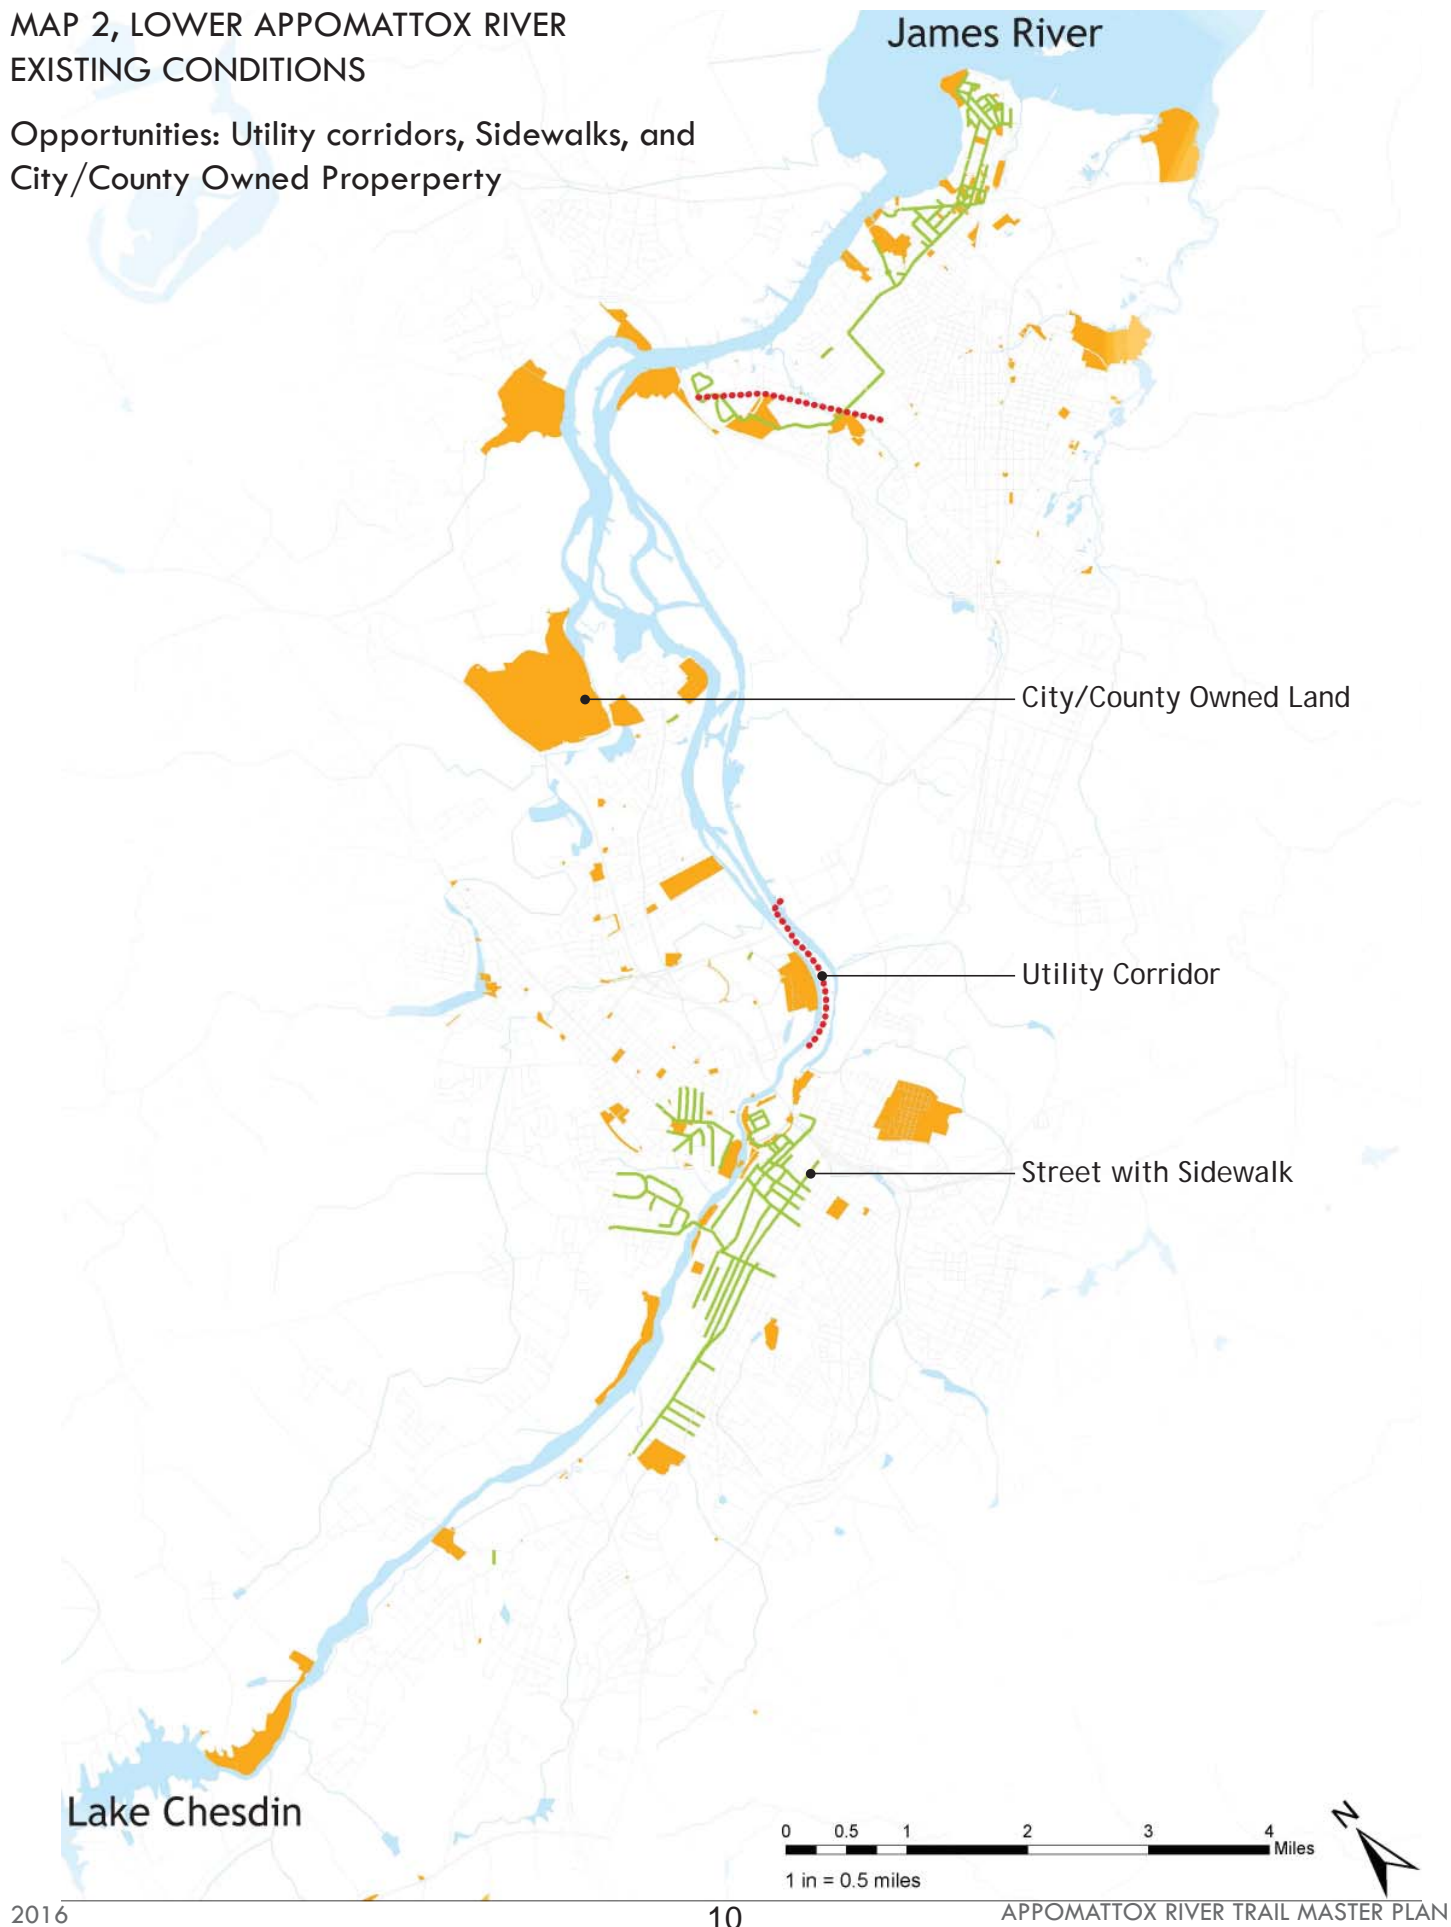 MAP 2, LOWER APPOMATTOX RIVER
EXISTING CONDITIONS
Opportunities: Utility corridors, Sidewalks, and
City/County Owned Properperty
James River
City/County Owned Land
Utility Corridor
Street with Sidewalk
Lake Chesdin
0 0.5 1 2 3 4
Miles
1 in = 0.5 miles
N
2016
10
APPOMATTOX RIVER TRAIL MASTER PLAN